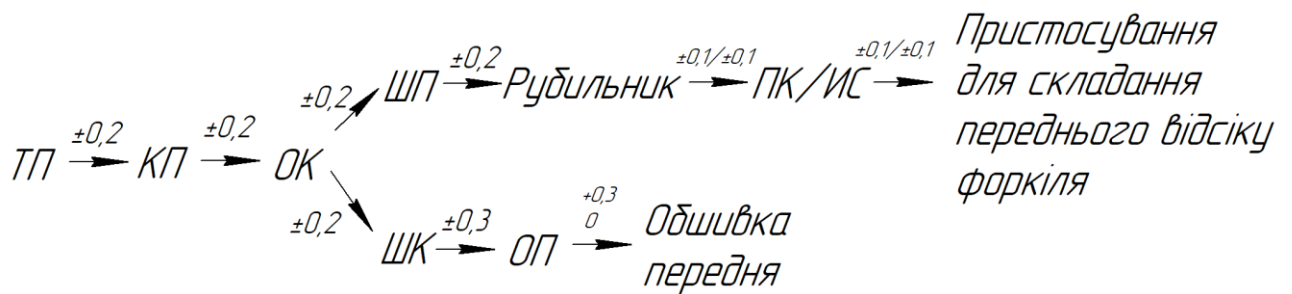 Пристосування
для складання
переднього відсіку
форкіля
±0,2 ±0,2 ±0,1/±0,1 ±0,1/±0,1
ШП Рубильник ПК/ИС
±0,2 ±0,2
ТП КП ОК
±0,2 ±0,3 +0,3
0
ШК ОП Обшивка
передня